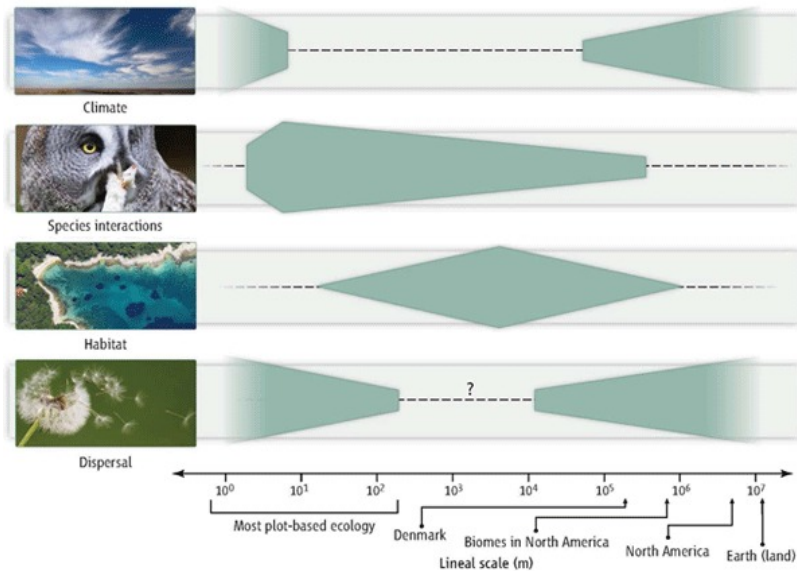 Climate
Species interactions
Habitat
?
Dispersal
10⁰ 10¹ 10² 10³ 10⁴ 10⁵ 10⁶ 10⁷
Most plot-based ecology
Denmark
Biomes in North America
North America
Earth (land)
Lineal scale (m)